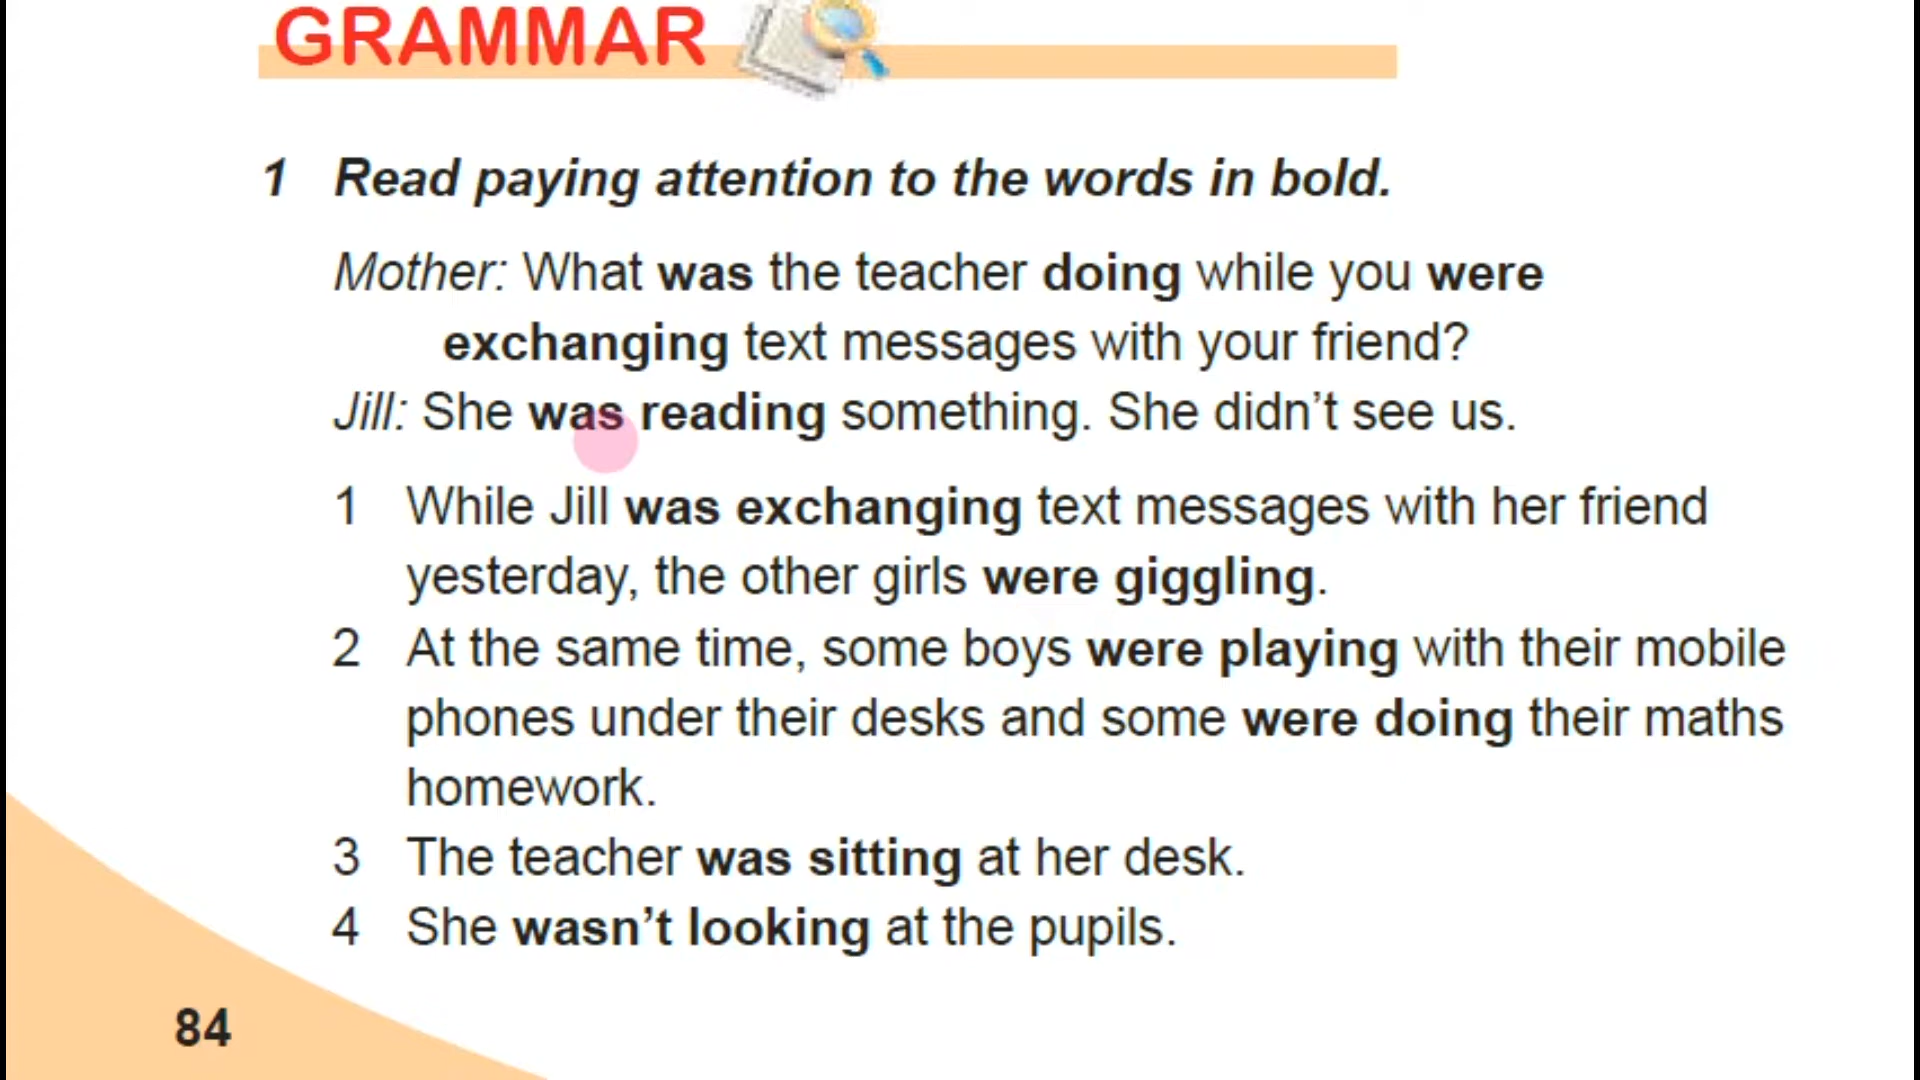 GRAMMAR
1 Read paying attention to the words in bold.
Mother: What was the teacher doing while you were
exchanging text messages with your friend?
Jill: She was reading something. She didn’t see us.
1 While Jill was exchanging text messages with her friend
yesterday, the other girls were giggling.
2 At the same time, some boys were playing with their mobile
phones under their desks and some were doing their maths
homework.
3 The teacher was sitting at her desk.
4 She wasn’t looking at the pupils.
84